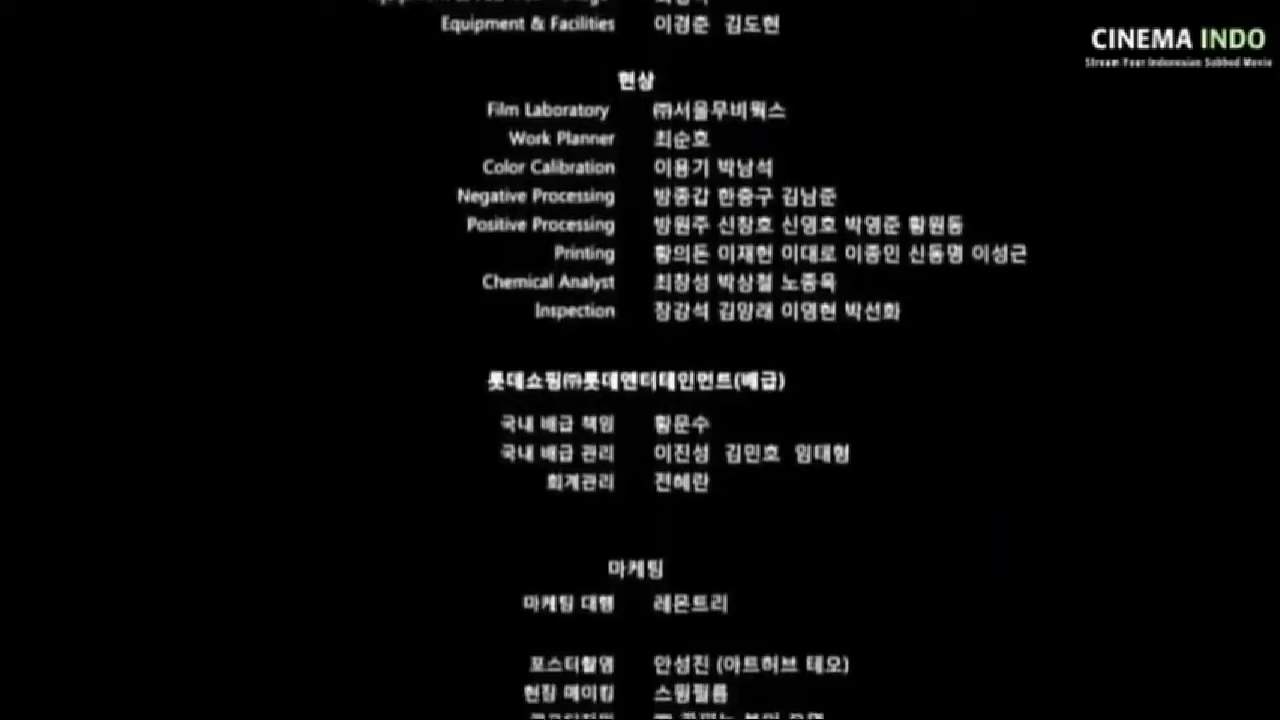 Equipment & Facilities 이경준 김도현
CINEMA INDO
Stream Your Indonesian Subbed Movie
현상
Film Laboratory ㈜서울무비웍스
Work Planner 최순호
Color Calibration 이용기 박남석
Negative Processing 방종갑 한충구 김남준
Positive Processing 방원주 신창호 신영호 박영준 황원동
Printing 황의돈 이재현 이대로 이종인 신동명 이성근
Chemical Analyst 최창성 박상철 노종욱
Inspection 장강석 김망래 이영현 박선화
롯데쇼핑㈜롯데엔터테인먼트(배급)
국내 배급 책임 황문수
국내 배급 관리 이진성 김민호 임태형
회계관리 전혜란
마케팅
마케팅 대행 레몬트리
포스터촬영 안성진 (아트허브 테오)
현장 메이킹 스윙필름